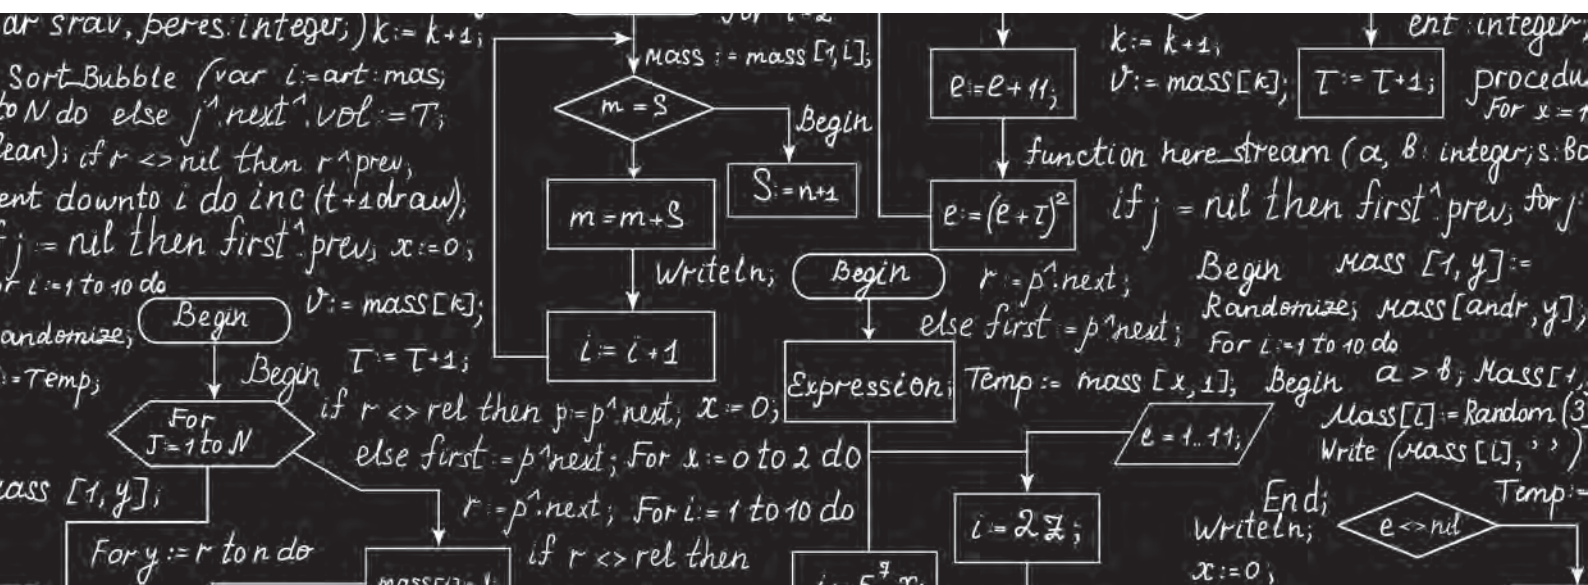 ar srav, peres: integer;) k:= k+1;
Sort_Bubble (var i:=art: mas;
to N do else j^.next^.vol := T;
lean); if r <> nil then r^prev;
ent downto i do inc (t+1draw);
j = nil then first^.prev; x:=0;
r i:=1 to 10 do
andomize;
:=Temp;
Begin
v:= mass[k];
Begin
T:= T+1;
For
J=1 to N
ass [1,y];
For y:=r to n do
if r <> rel then p:=p^.next; x:=0;
else first:=p^next; For x:=0 to 2 do
r:=p^.next; For i:=1 to 10 do
if r <> rel then
mass := mass [1,i];
m = S
Begin
S:=n+1
m=m+S
Writeln;
i:= i+1
Begin
Expression;
e:=e+11;
e:=(e+τ)²
k:= k+1;
v:= mass[k];
T:= T+1;
ent: integer;
procedu
For x:=1
function here_stream (a, b: integer; s: Bo
if j = nil then first^.prev; for j
r:=p^.next;
else first:=p^next;
Begin mass [1,y]:=
Randomize; mass[andr,y];
For i:=1 to 10 do
Temp:= mass [x,1]; Begin a > b; Mass[1,
Mass[i]:=Random(3
Write (Mass[i], ' ')
e=1..11;
i:=2
End;
Writeln;
x:=0;
e<>nil
Temp:=